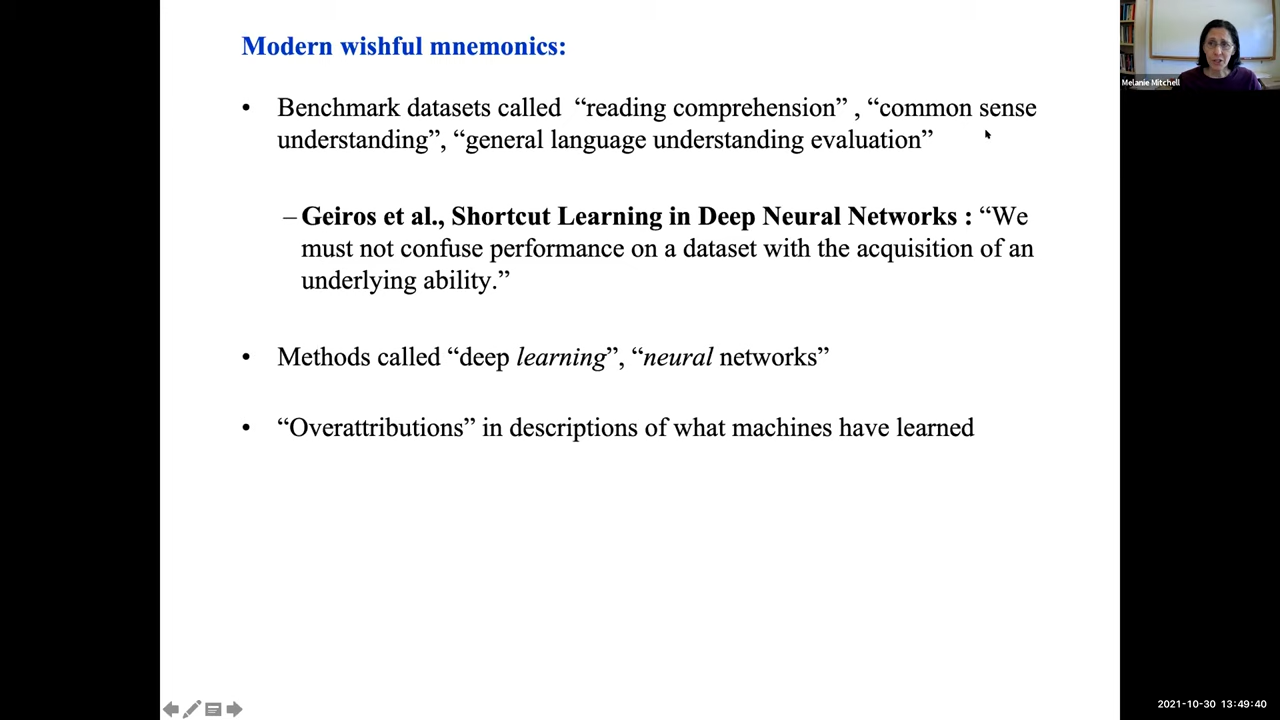 Modern wishful mnemonics:
• Benchmark datasets called “reading comprehension” , “common sense
understanding”, “general language understanding evaluation”
– Geiros et al., Shortcut Learning in Deep Neural Networks : “We
must not confuse performance on a dataset with the acquisition of an
underlying ability.”
• Methods called “deep learning”, “neural networks”
• “Overattributions” in descriptions of what machines have learned
Melanie Mitchell
2021-10-30 13:49:40